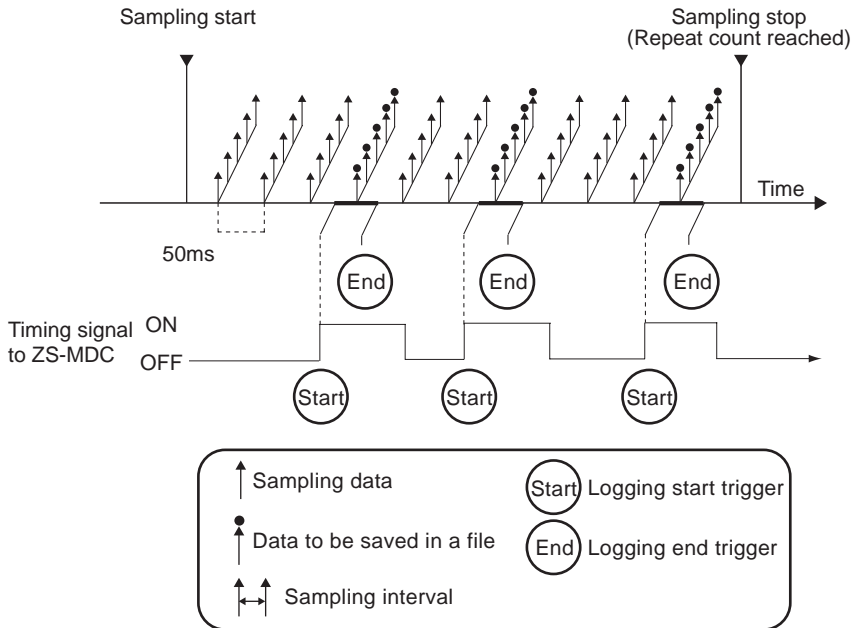 Sampling start
Sampling stop
(Repeat count reached)
Time
50ms
End
End
End
Timing signal
to ZS-MDC
ON
OFF
Start
Start
Start
Sampling data
Start
Logging start trigger
Data to be saved in a file
End
Logging end trigger
Sampling interval